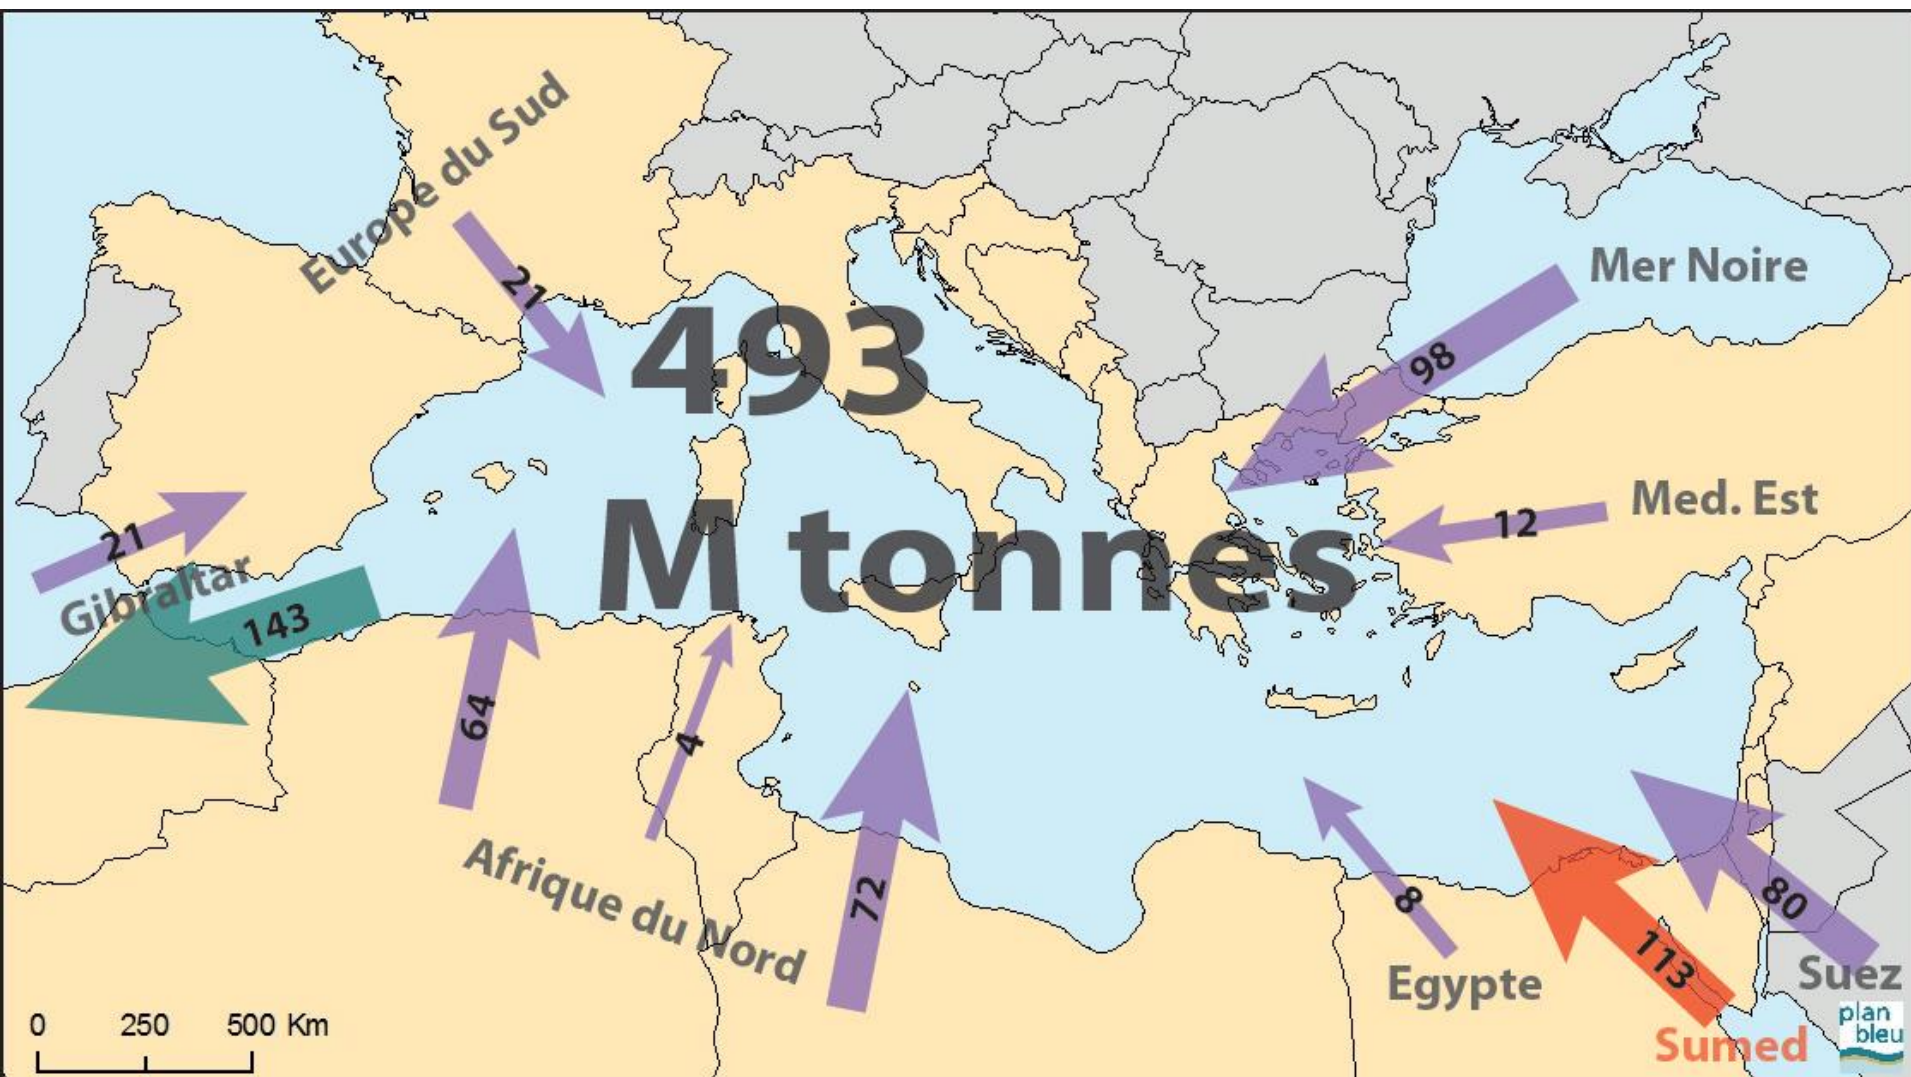 Europe du Sud
21
Mer Noire
493
98
M tonnes
Med. Est
12
21
Gibraltar
143
64
4
72
Afrique du Nord
8
Egypte
80
Suez
113
Sumed
0 250 500 Km
plan
bleu